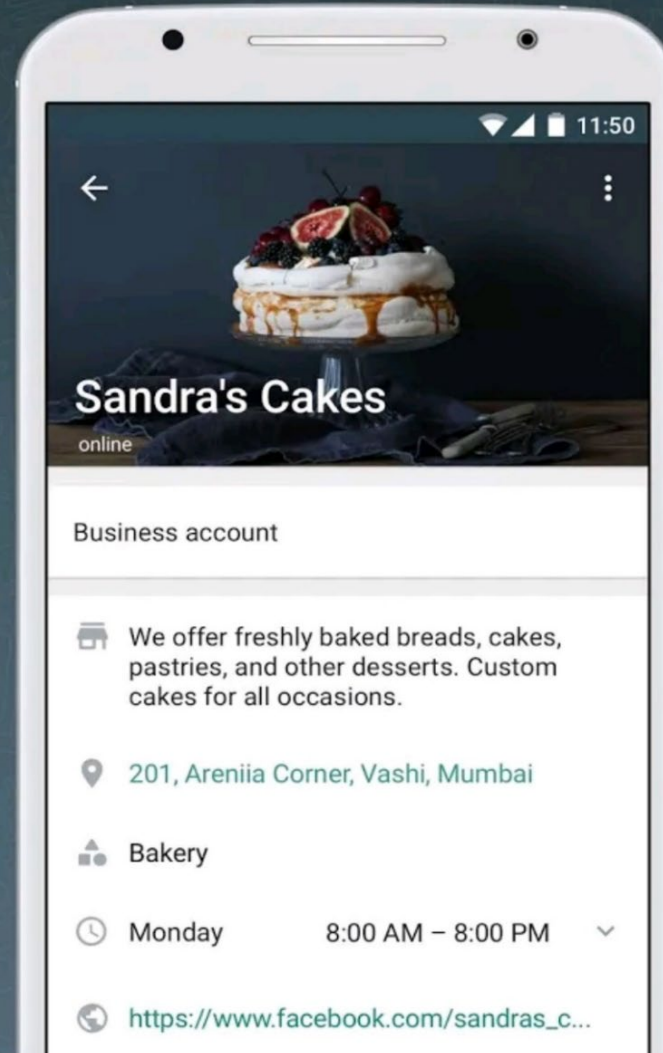 11:50
Sandra's Cakes
online
Business account
We offer freshly baked breads, cakes,
pastries, and other desserts. Custom
cakes for all occasions.
201, Areniia Corner, Vashi, Mumbai
Bakery
Monday 8:00 AM – 8:00 PM
https://www.facebook.com/sandras_c...